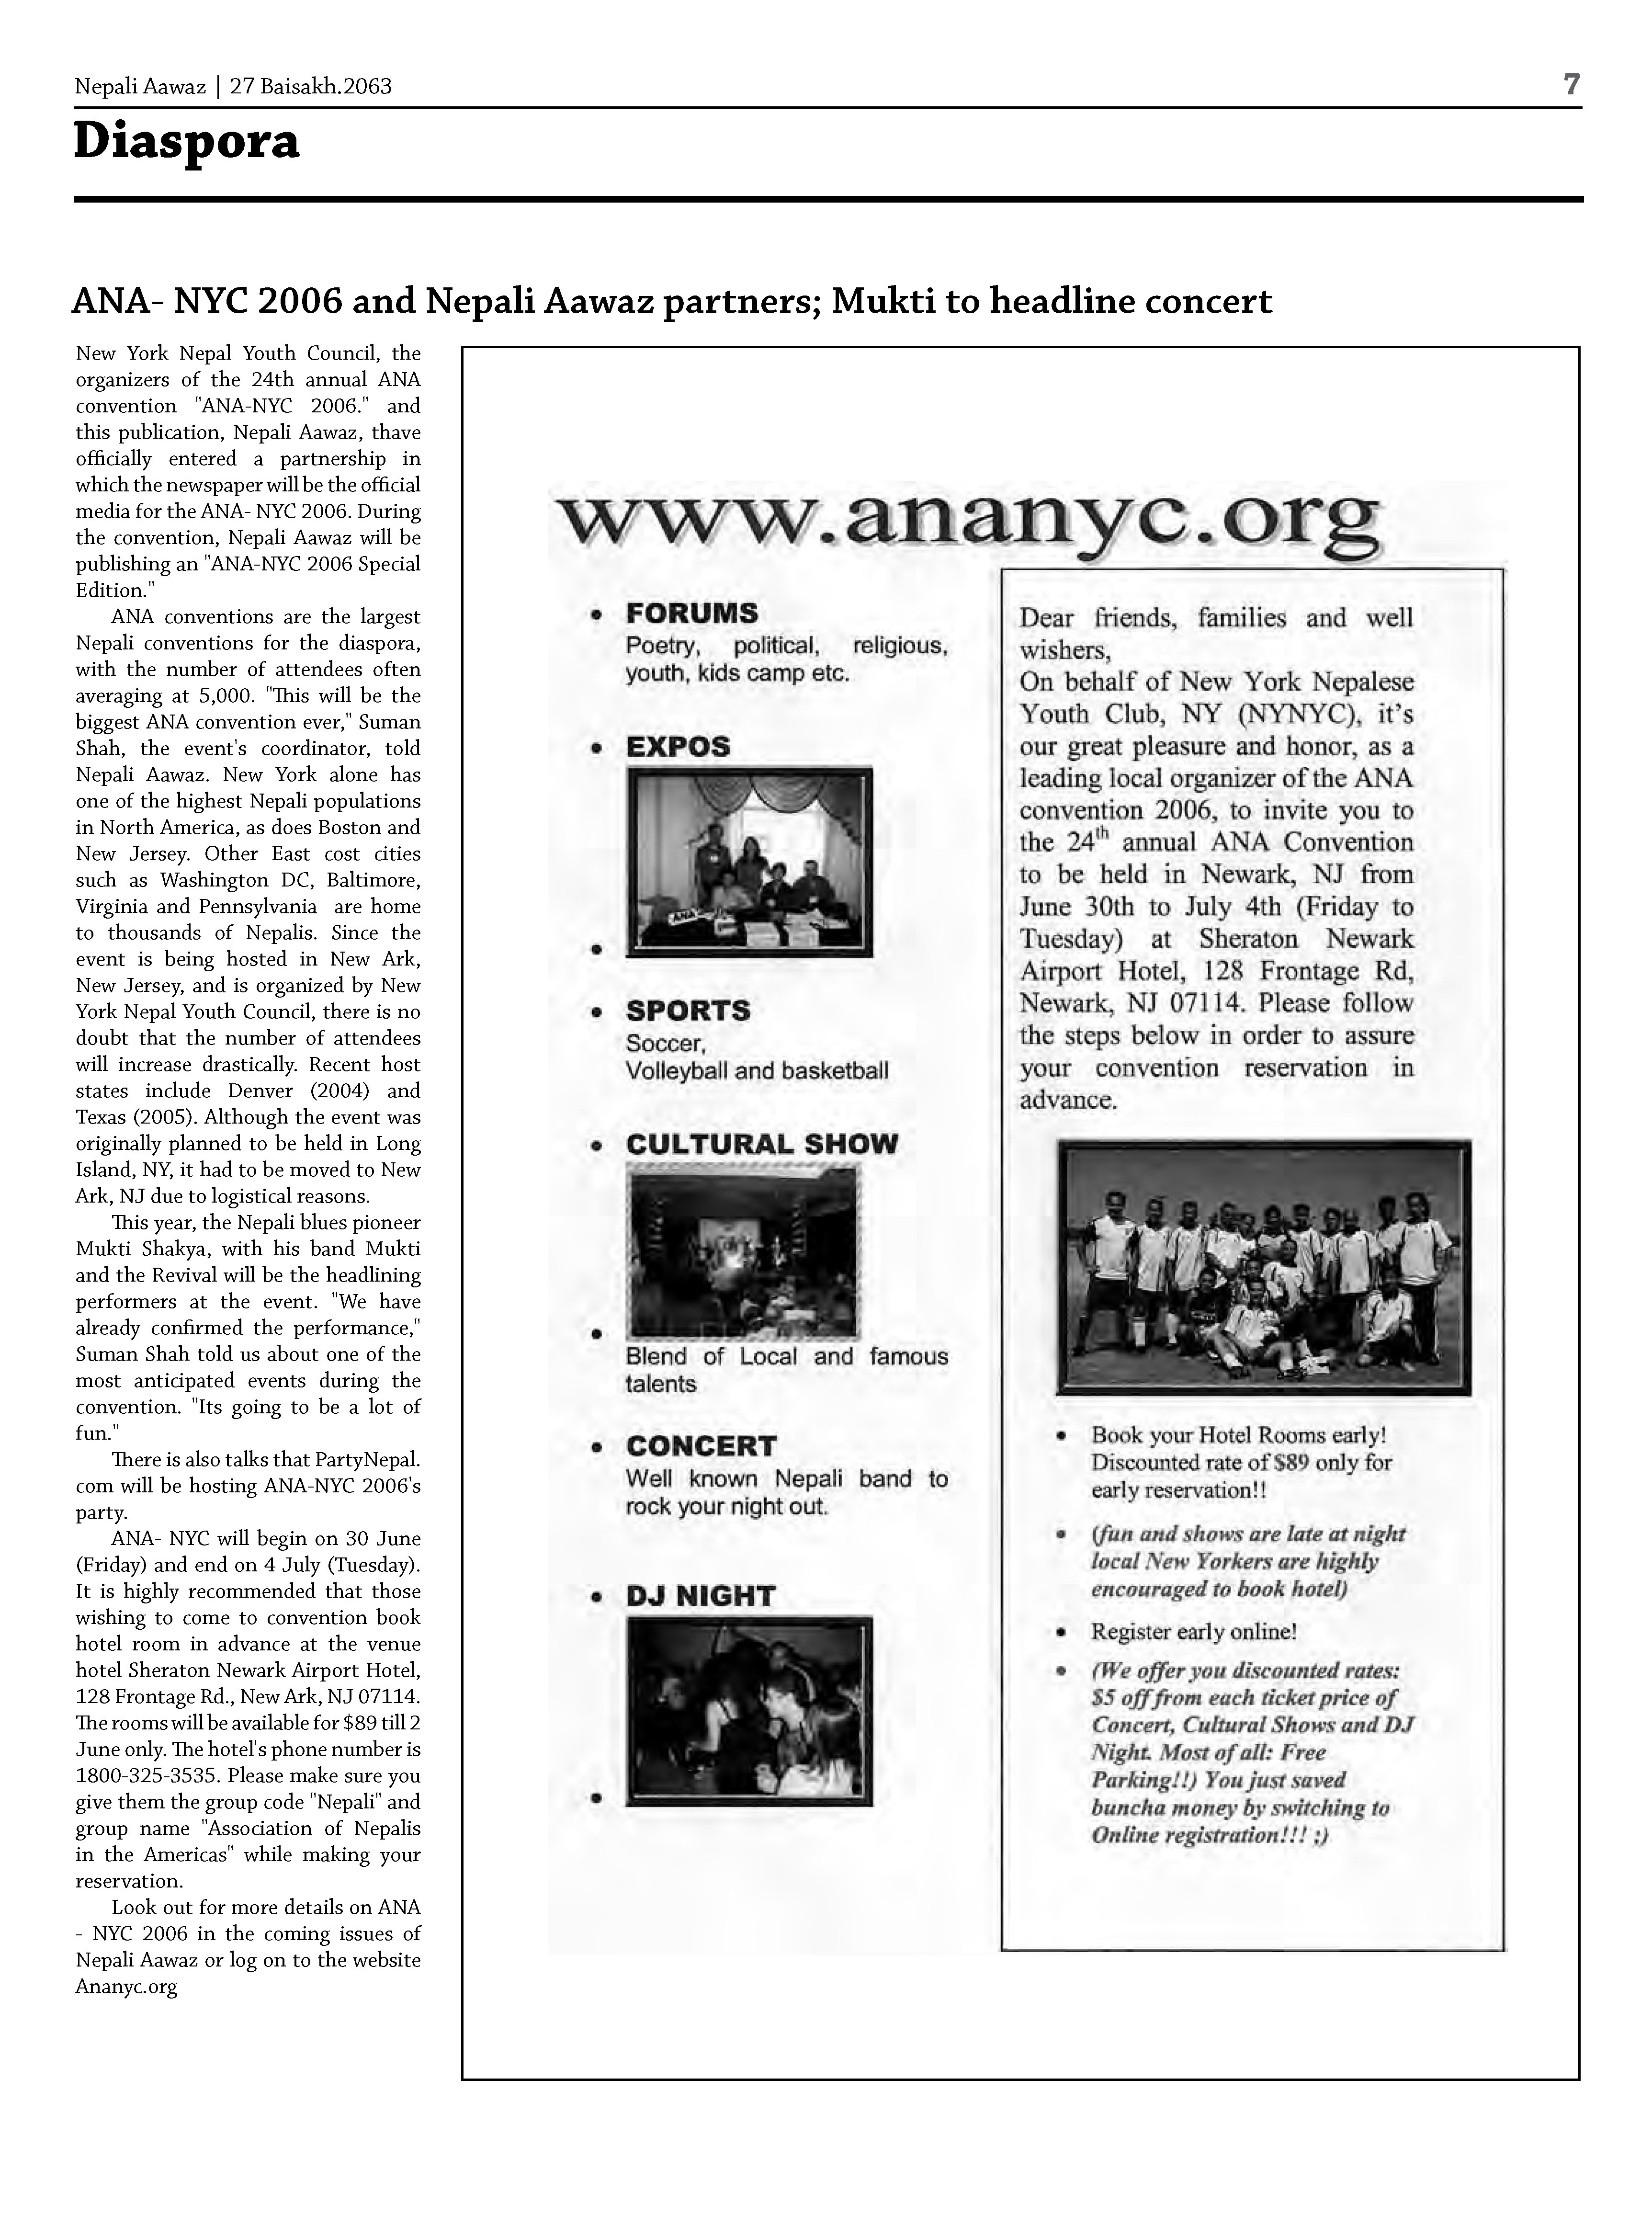 Nepali Aawaz | 27 Baisakh.2063
7
Diaspora
ANA- NYC 2006 and Nepali Aawaz partners; Mukti to headline concert
New York Nepal Youth Council, the
organizers of the 24th annual ANA
convention "ANA-NYC 2006." and
this publication, Nepali Aawaz, thave
officially entered a partnership in
which the newspaper will be the official
media for the ANA- NYC 2006. During
the convention, Nepali Aawaz will be
publishing an "ANA-NYC 2006 Special
Edition."
ANA conventions are the largest
Nepali conventions for the diaspora,
with the number of attendees often
averaging at 5,000. "This will be the
biggest ANA convention ever," Suman
Shah, the event's coordinator, told
Nepali Aawaz. New York alone has
one of the highest Nepali populations
in North America, as does Boston and
New Jersey. Other East cost cities
such as Washington DC, Baltimore,
Virginia and Pennsylvania are home
to thousands of Nepalis. Since the
event is being hosted in New Ark,
New Jersey, and is organized by New
York Nepal Youth Council, there is no
doubt that the number of attendees
will increase drastically. Recent host
states include Denver (2004) and
Texas (2005). Although the event was
originally planned to be held in Long
Island, NY, it had to be moved to New
Ark, NJ due to logistical reasons.
This year, the Nepali blues pioneer
Mukti Shakya, with his band Mukti
and the Revival will be the headlining
performers at the event. "We have
already confirmed the performance,"
Suman Shah told us about one of the
most anticipated events during the
convention. "Its going to be a lot of
fun."
There is also talks that PartyNepal.
com will be hosting ANA-NYC 2006's
party.
ANA- NYC will begin on 30 June
(Friday) and end on 4 July (Tuesday).
It is highly recommended that those
wishing to come to convention book
hotel room in advance at the venue
hotel Sheraton Newark Airport Hotel,
128 Frontage Rd., New Ark, NJ 07114.
The rooms will be available for $89 till 2
June only. The hotel's phone number is
1800-325-3535. Please make sure you
give them the group code "Nepali" and
group name "Association of Nepalis
in the Americas" while making your
reservation.
Look out for more details on ANA
- NYC 2006 in the coming issues of
Nepali Aawaz or log on to the website
Ananyc.org
www.ananyc.org
• FORUMS
Poetry, political, religious,
youth, kids camp etc.
• EXPOS
ANA
•
• SPORTS
Soccer,
Volleyball and basketball
• CULTURAL SHOW
•
Blend of Local and famous
talents
• CONCERT
Well known Nepali band to
rock your night out.
• DJ NIGHT
•
Dear friends, families and well
wishers,
On behalf of New York Nepalese
Youth Club, NY (NYNYC), it's
our great pleasure and honor, as a
leading local organizer of the ANA
convention 2006, to invite you to
the 24th annual ANA Convention
to be held in Newark, NJ from
June 30th to July 4th (Friday to
Tuesday) at Sheraton Newark
Airport Hotel, 128 Frontage Rd,
Newark, NJ 07114. Please follow
the steps below in order to assure
your convention reservation in
advance.
• Book your Hotel Rooms early!
Discounted rate of $89 only for
early reservation!!
• (fun and shows are late at night
local New Yorkers are highly
encouraged to book hotel)
• Register early online!
• (We offer you discounted rates:
$5 off from each ticket price of
Concert, Cultural Shows and DJ
Night. Most of all: Free
Parking!!) You just saved
buncha money by switching to
Online registration!!! ;)